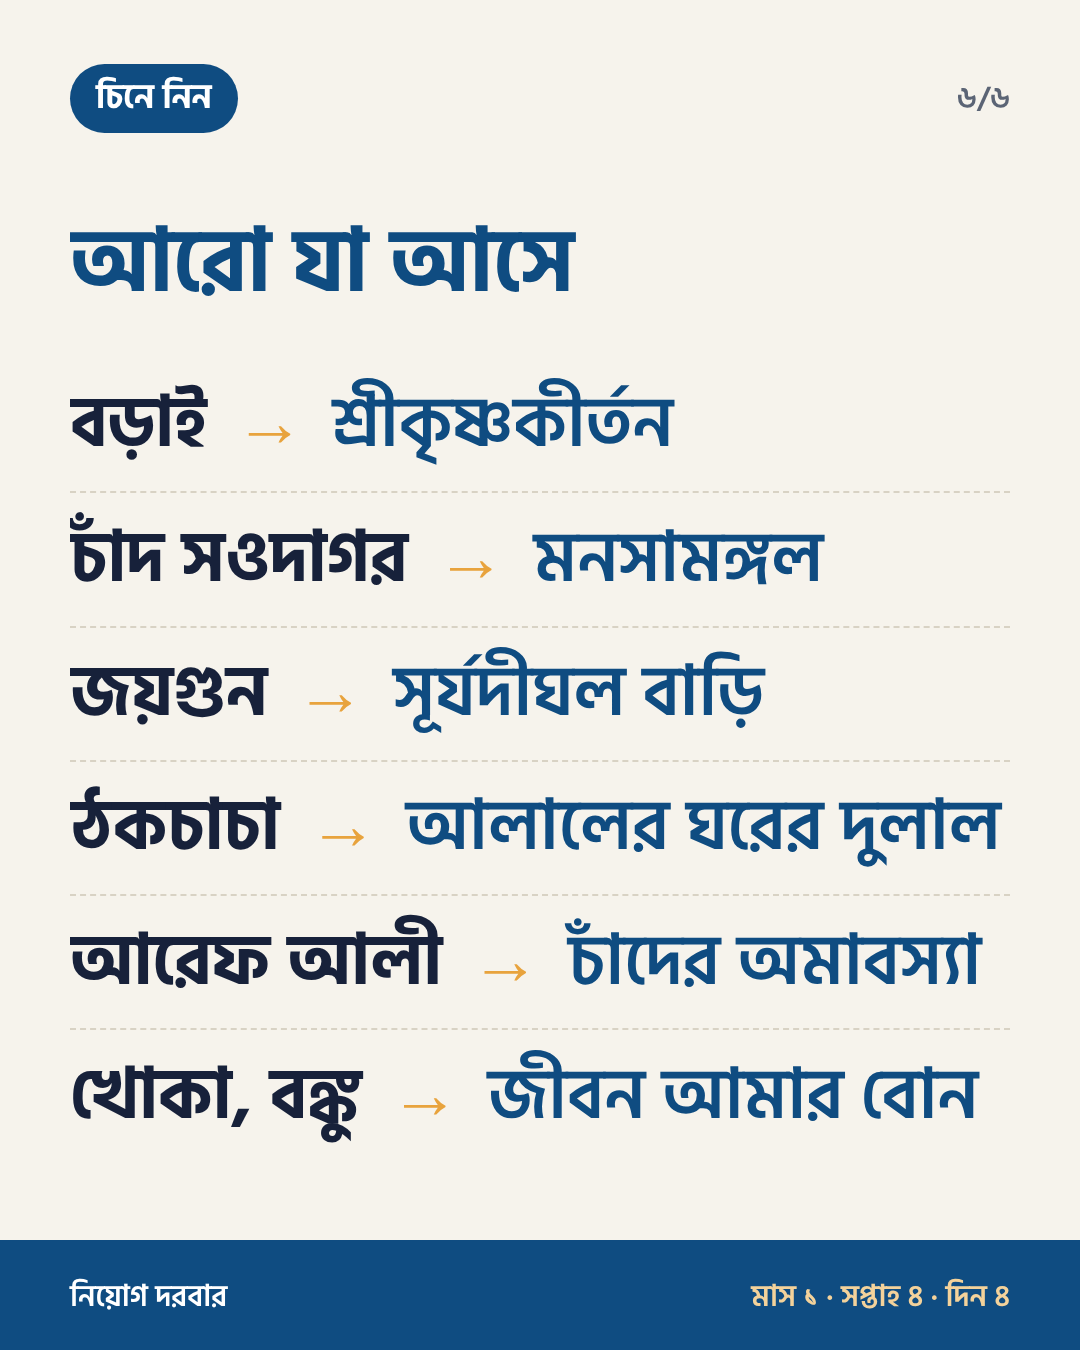 চিনে নিন
৬/৬
আরো যা আসে
বড়াই → শ্রীকৃষ্ণকীর্তন
চাঁদ সওদাগর → মনসামঙ্গল
জয়গুন → সূর্যদীঘল বাড়ি
ঠকচাচা → আলালের ঘরের দুলাল
আরেফ আলী → চাঁদের অমাবস্যা
খোকা, বঙ্কু → জীবন আমার বোন
নিয়োগ দরবার
মাস ১ · সপ্তাহ ৪ · দিন ৪